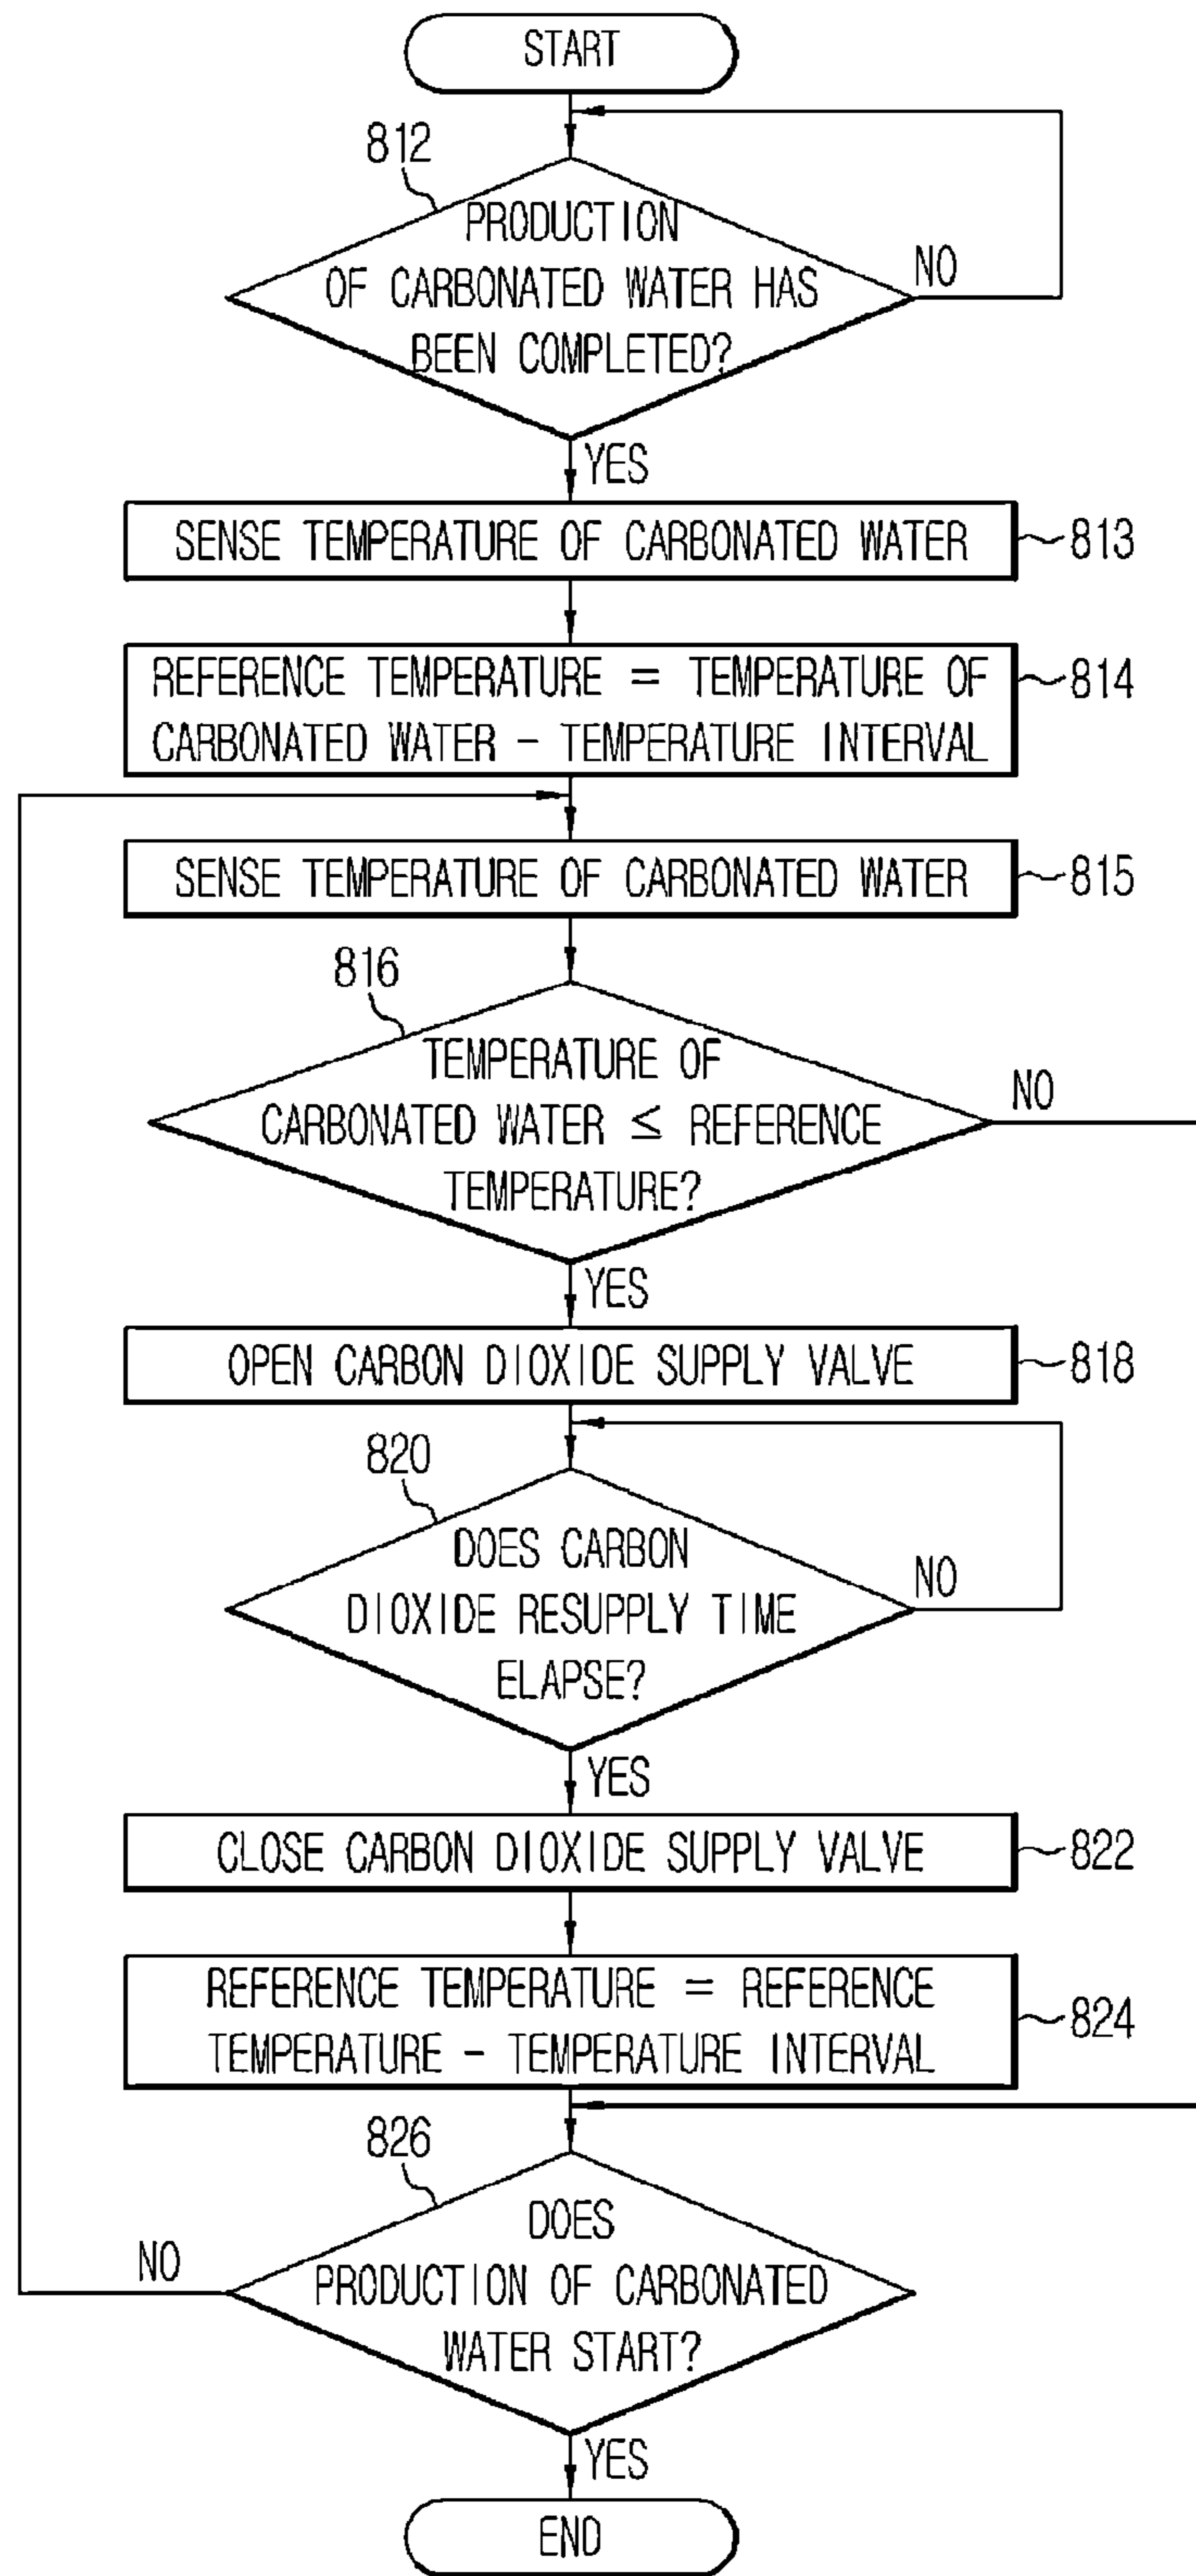 START
812
PRODUCTION
OF CARBONATED WATER HAS
BEEN COMPLETED?
NO
YES
SENSE TEMPERATURE OF CARBONATED WATER
813
REFERENCE TEMPERATURE = TEMPERATURE OF
CARBONATED WATER - TEMPERATURE INTERVAL
814
SENSE TEMPERATURE OF CARBONATED WATER
815
816
TEMPERATURE OF
CARBONATED WATER ≤ REFERENCE
TEMPERATURE?
NO
YES
OPEN CARBON DIOXIDE SUPPLY VALVE
818
820
DOES CARBON
DIOXIDE RESUPPLY TIME
ELAPSE?
NO
YES
CLOSE CARBON DIOXIDE SUPPLY VALVE
822
REFERENCE TEMPERATURE = REFERENCE
TEMPERATURE - TEMPERATURE INTERVAL
824
826
DOES
PRODUCTION OF CARBONATED
WATER START?
NO
YES
END